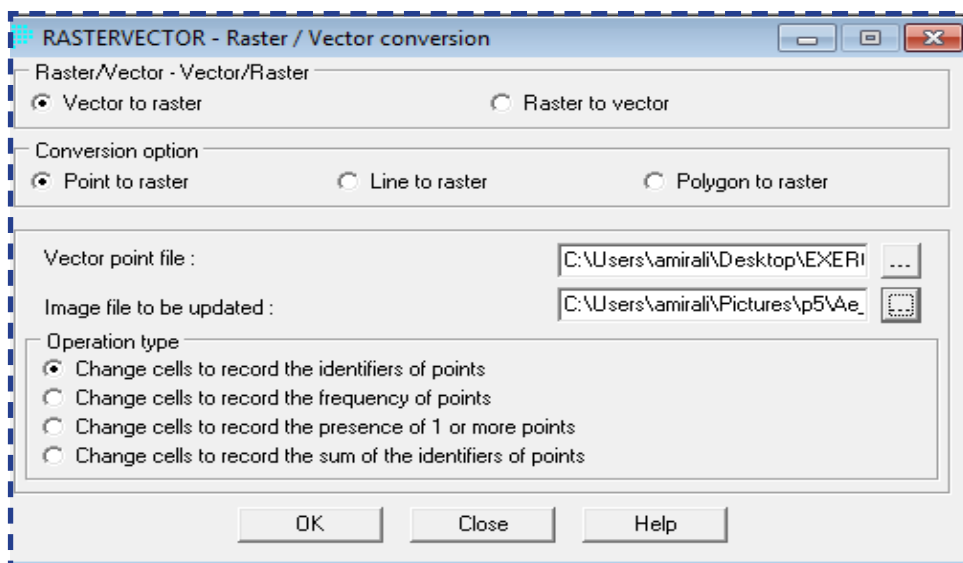 RASTERVECTOR - Raster / Vector conversion
Raster/Vector - Vector/Raster
Vector to raster Raster to vector
Conversion option
Point to raster Line to raster Polygon to raster
Vector point file : C:\Users\amirali\Desktop\EXER ...
Image file to be updated : C:\Users\amirali\Pictures\p5\Ae_ ...
Operation type
Change cells to record the identifiers of points
Change cells to record the frequency of points
Change cells to record the presence of 1 or more points
Change cells to record the sum of the identifiers of points
OK Close Help